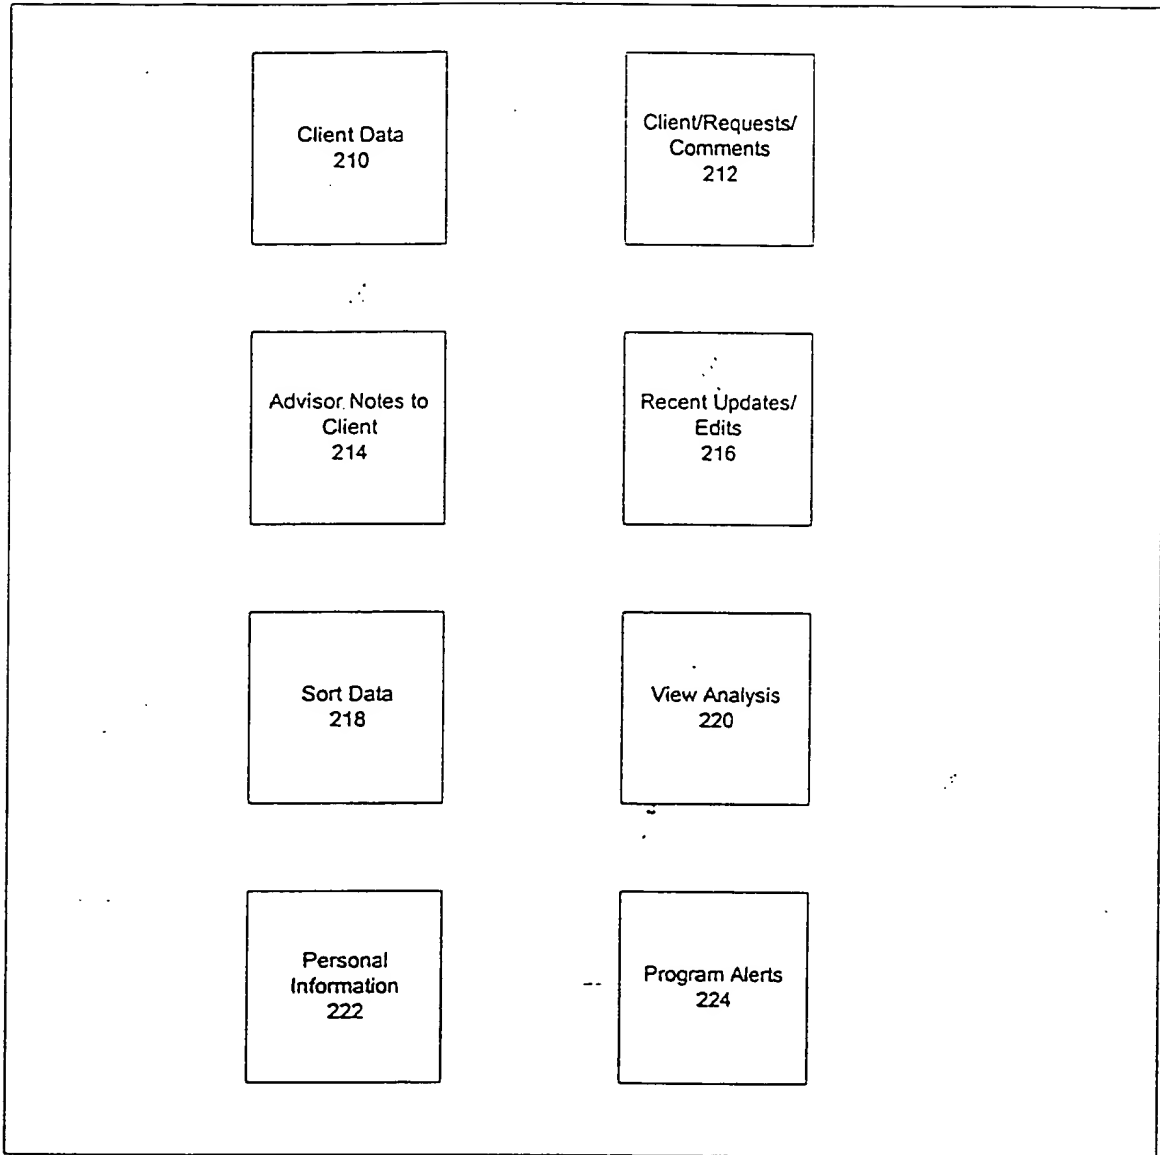 Client Data
210
Client/Requests/
Comments
212
Advisor Notes to
Client
214
Recent Updates/
Edits
216
Sort Data
218
View Analysis
220
Personal
Information
222
Program Alerts
224